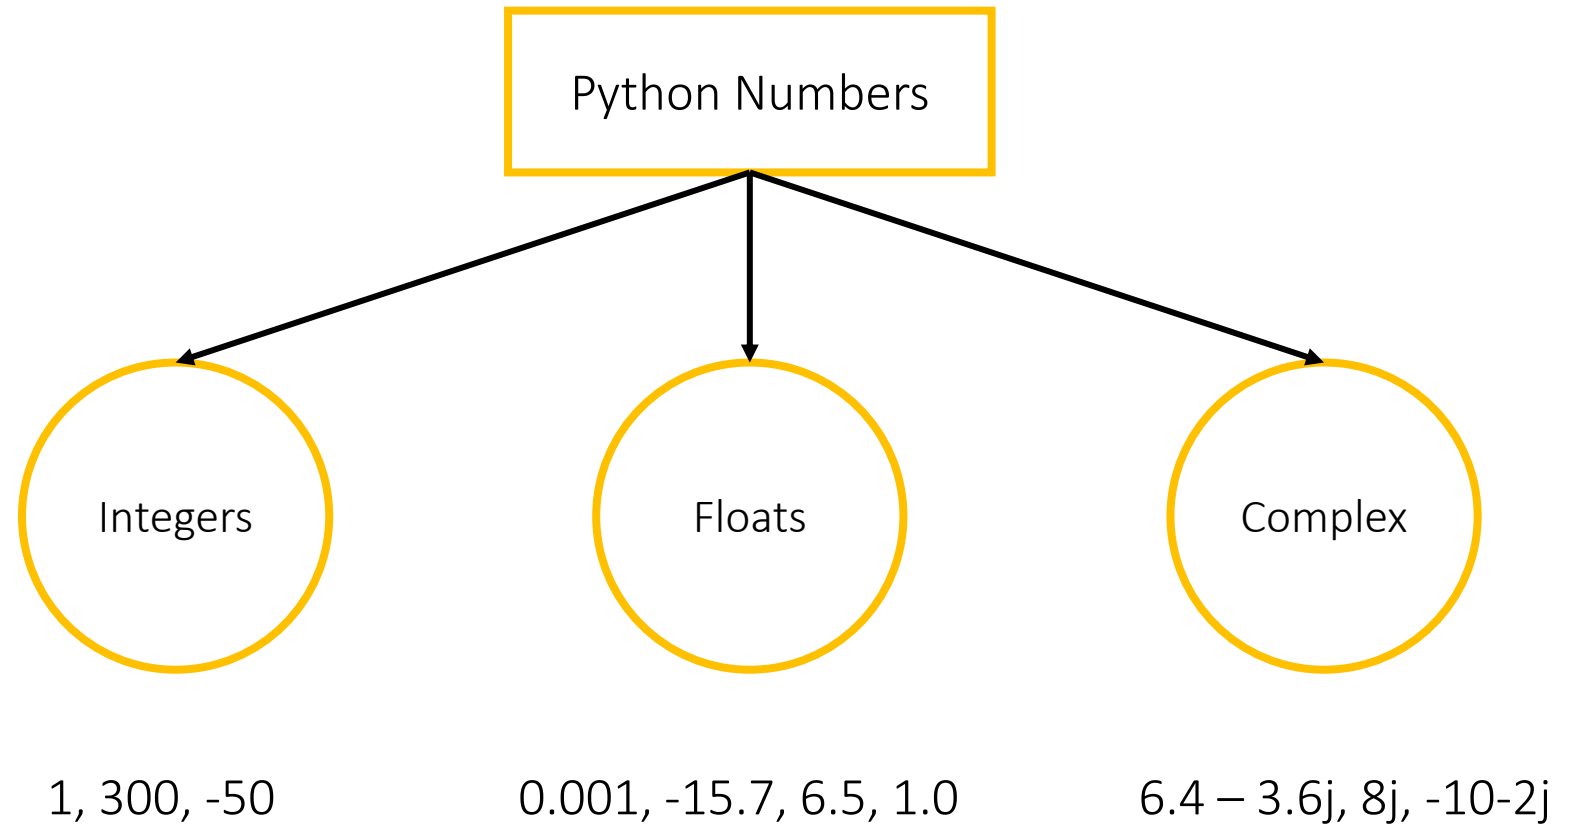 Python Numbers
Integers
Floats
Complex
1, 300, -50
0.001, -15.7, 6.5, 1.0
6.4 – 3.6j, 8j, -10-2j